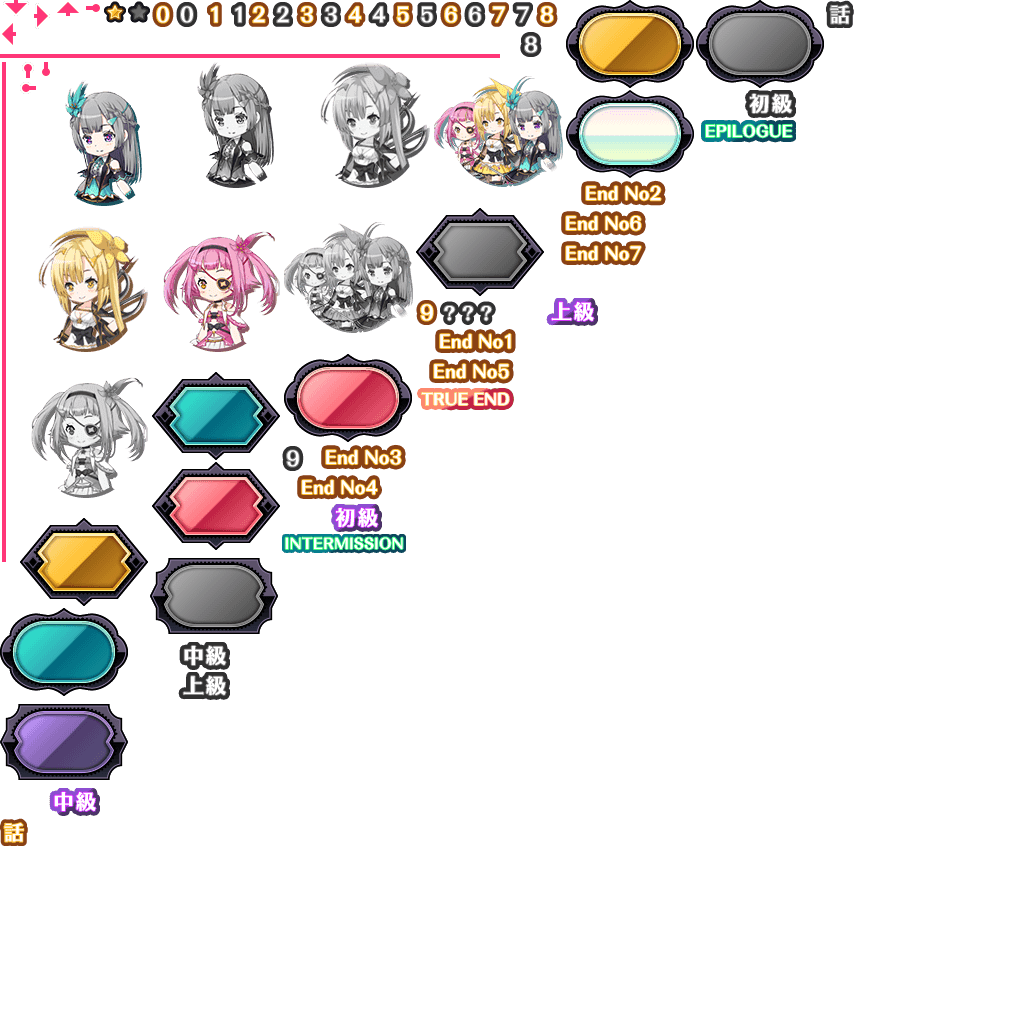 0 0 1 1 2 2 3 3 4 4 5 5 6 6 7 7 8 話
8
初級
EPILOGUE
End No2
End No6
End No7
9 ??? 上級
End No1
End No5
TRUE END
9 End No3
End No4
初級
INTERMISSION
中級
上級
中級
話